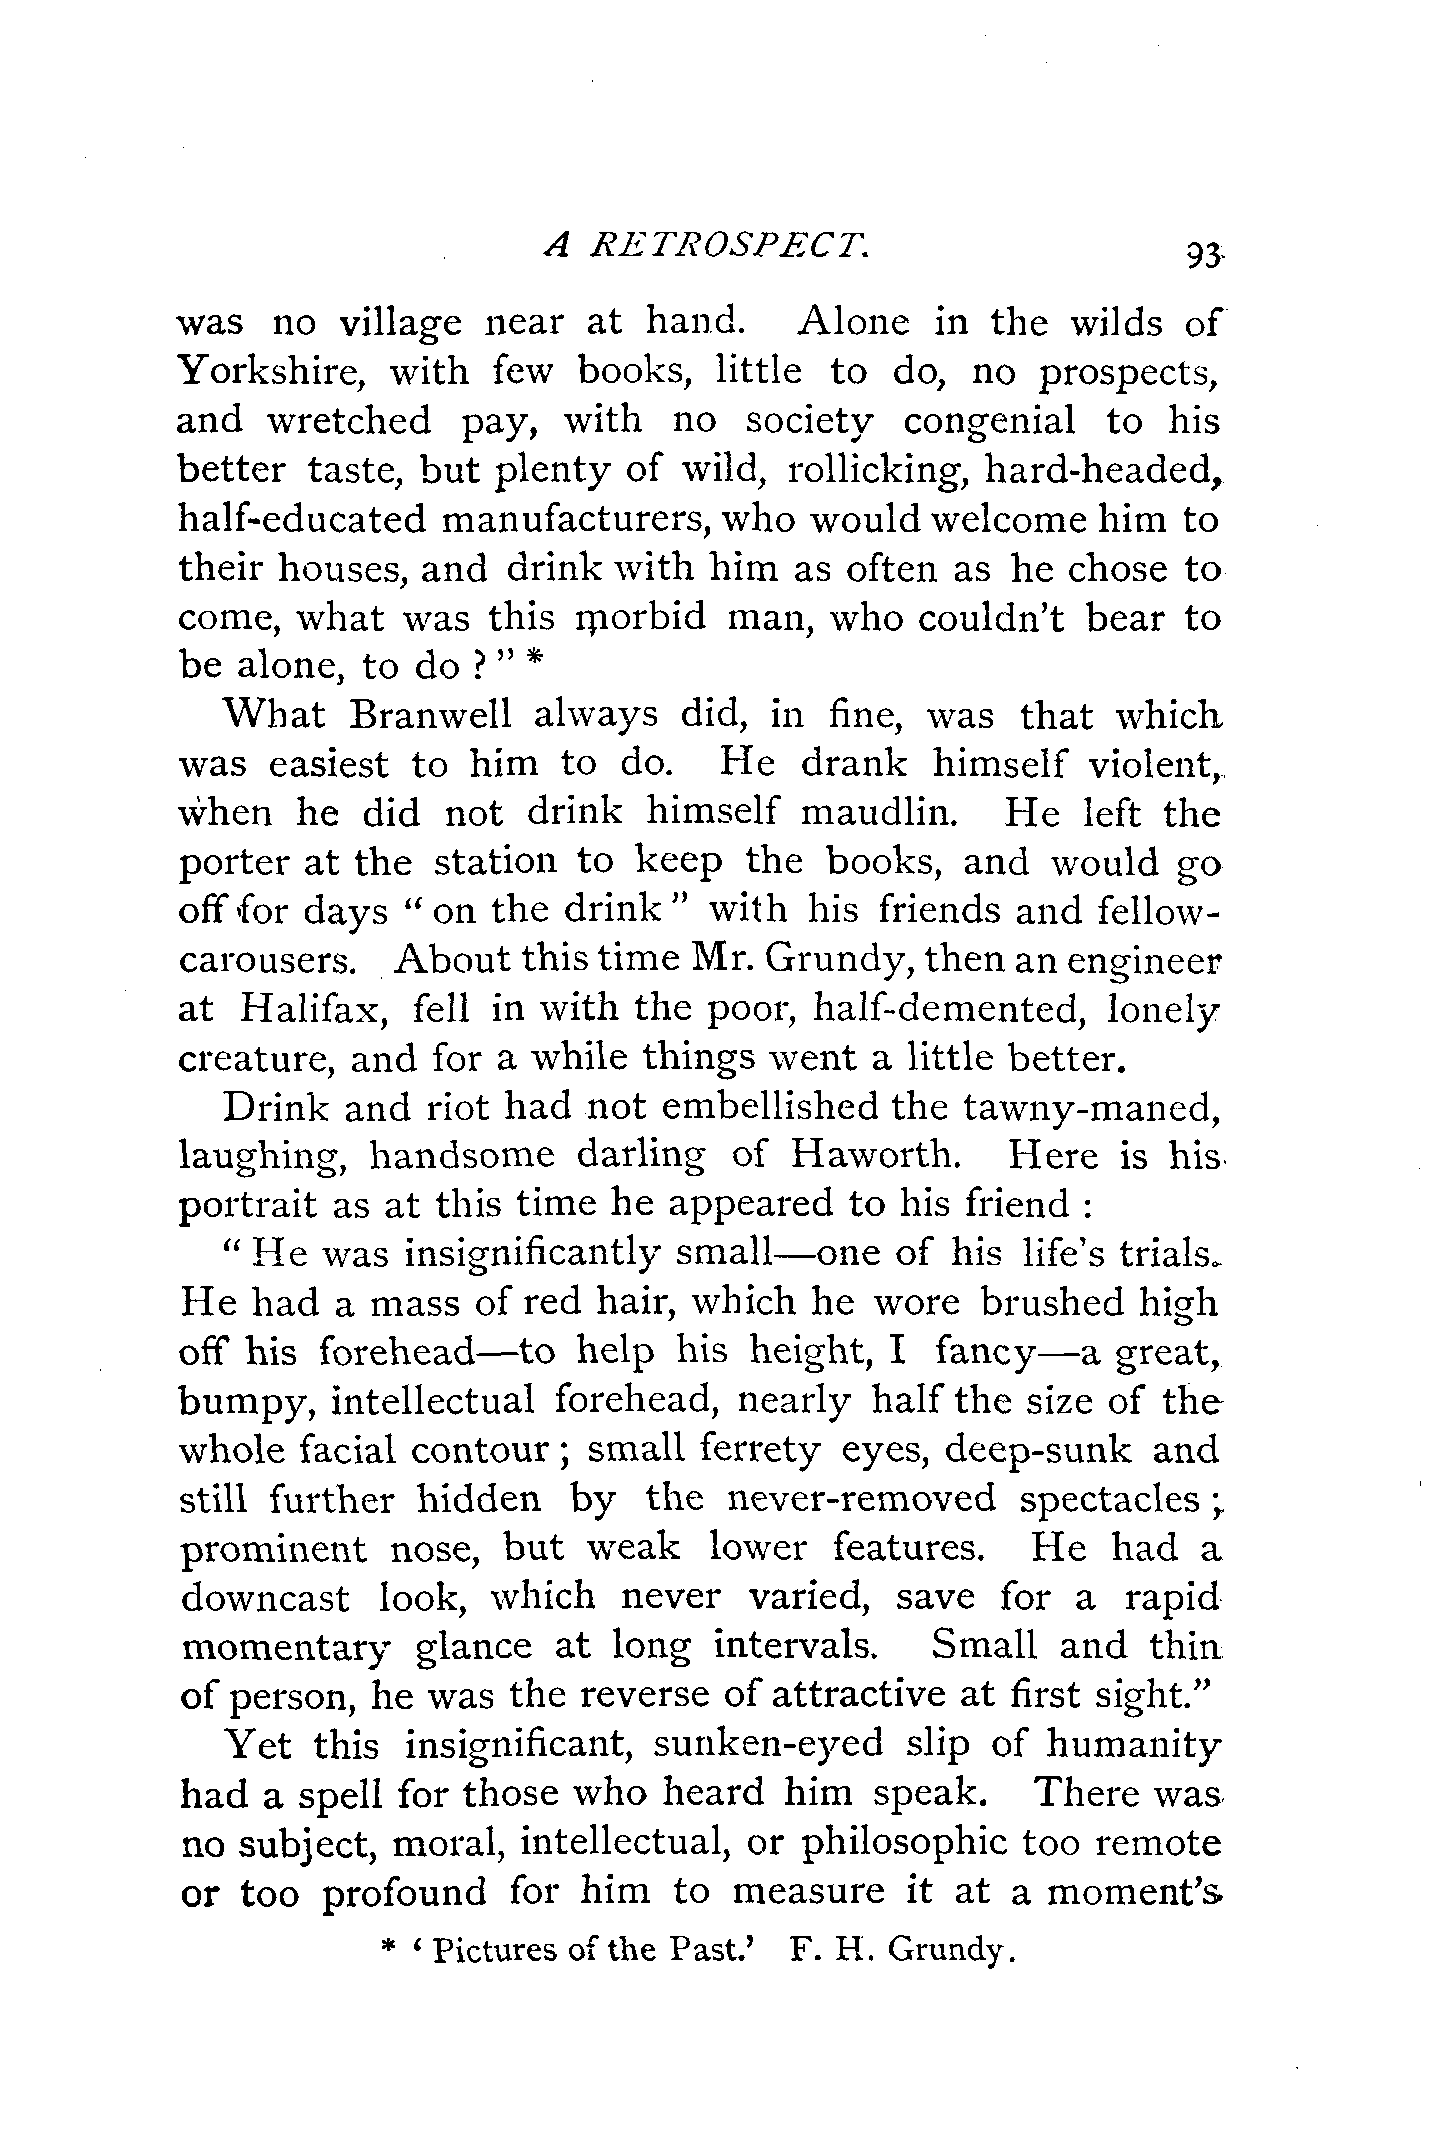 A RETROSPECT. 93
was no village near at hand. Alone in the wilds of
Yorkshire, with few books, little to do, no prospects,
and wretched pay, with no society congenial to his
better taste, but plenty of wild, rollicking, hard-headed,
half-educated manufacturers, who would welcome him to
their houses, and drink with him as often as he chose to
come, what was this morbid man, who couldn't bear to
be alone, to do ? " *
What Branwell always did, in fine, was that which
was easiest to him to do. He drank himself violent,
when he did not drink himself maudlin. He left the
porter at the station to keep the books, and would go
off for days " on the drink " with his friends and fellow-
carousers. About this time Mr. Grundy, then an engineer
at Halifax, fell in with the poor, half-demented, lonely
creature, and for a while things went a little better.
Drink and riot had not embellished the tawny-maned,
laughing, handsome darling of Haworth. Here is his
portrait as at this time he appeared to his friend :
" He was insignificantly small—one of his life's trials.
He had a mass of red hair, which he wore brushed high
off his forehead—to help his height, I fancy—a great,
bumpy, intellectual forehead, nearly half the size of the
whole facial contour ; small ferrety eyes, deep-sunk and
still further hidden by the never-removed spectacles ;
prominent nose, but weak lower features. He had a
downcast look, which never varied, save for a rapid
momentary glance at long intervals. Small and thin
of person, he was the reverse of attractive at first sight."
Yet this insignificant, sunken-eyed slip of humanity
had a spell for those who heard him speak. There was
no subject, moral, intellectual, or philosophic too remote
or too profound for him to measure it at a moment's
* ' Pictures of the Past.' F. H. Grundy.